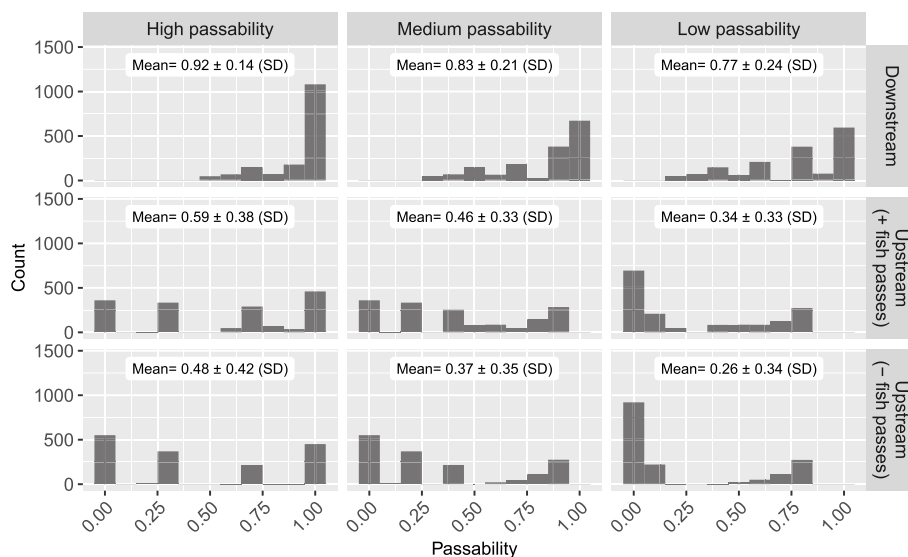 High passability
Medium passability
Low passability
1500
1000
500
0
Mean= 0.92 ± 0.14 (SD)
Mean= 0.83 ± 0.21 (SD)
Mean= 0.77 ± 0.24 (SD)
Downstream
1500
1000
500
0
Mean= 0.59 ± 0.38 (SD)
Mean= 0.46 ± 0.33 (SD)
Mean= 0.34 ± 0.33 (SD)
Upstream
(+ fish passes)
Count
1500
1000
500
0
Mean= 0.48 ± 0.42 (SD)
Mean= 0.37 ± 0.35 (SD)
Mean= 0.26 ± 0.34 (SD)
Upstream
(− fish passes)
0.00
0.25
0.50
0.75
1.00
0.00
0.25
0.50
0.75
1.00
0.00
0.25
0.50
0.75
1.00
Passability